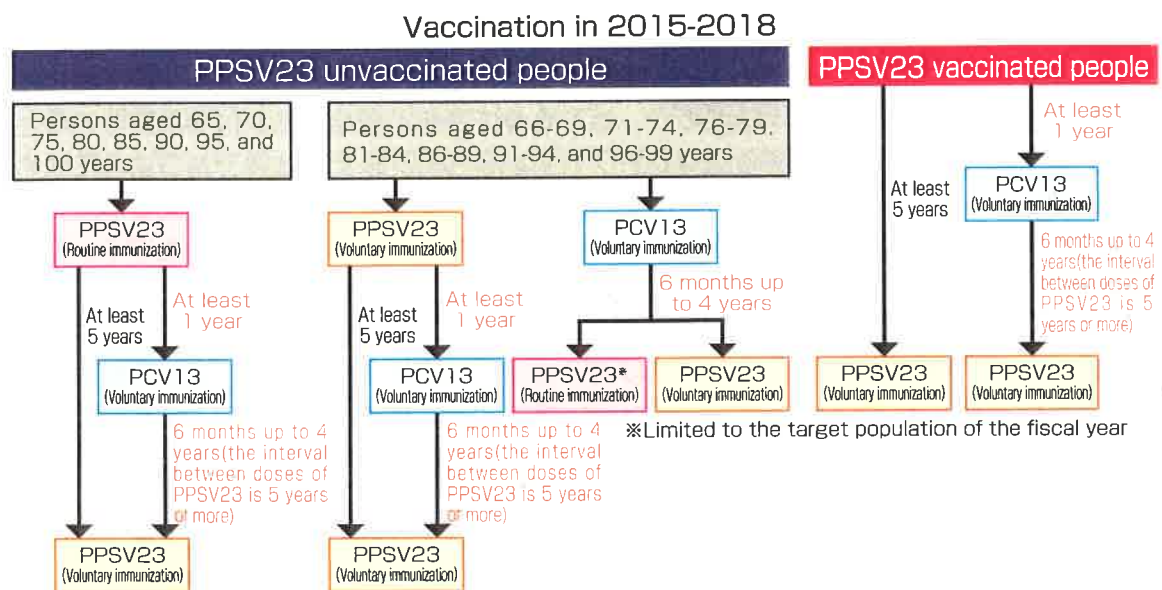 Vaccination in 2015-2018
PPSV23 unvaccinated people
Persons aged 65, 70,
75, 80, 85, 90, 95, and
100 years
PPSV23
(Routine immunization)
At least
5 years
At least
1 year
PCV13
(Voluntary immunization)
6 months up to 4
years(the interval
between doses of
PPSV23 is 5 years
or more)
PPSV23
(Voluntary immunization)
Persons aged 66-69, 71-74, 76-79,
81-84, 86-89, 91-94, and 96-99 years
PPSV23
(Voluntary immunization)
At least
5 years
At least
1 year
PCV13
(Voluntary immunization)
6 months up to 4
years(the interval
between doses of
PPSV23 is 5 years
or more)
PPSV23
(Voluntary immunization)
PCV13
(Voluntary immunization)
6 months up
to 4 years
PPSV23*
(Routine immunization)
PPSV23
(Voluntary immunization)
PPSV23 vaccinated people
At least
5 years
PPSV23
(Voluntary immunization)
At least
1 year
PCV13
(Voluntary immunization)
6 months up to 4
years(the interval
between doses of
PPSV23 is 5
years or more)
PPSV23
(Voluntary immunization)
※Limited to the target population of the fiscal year